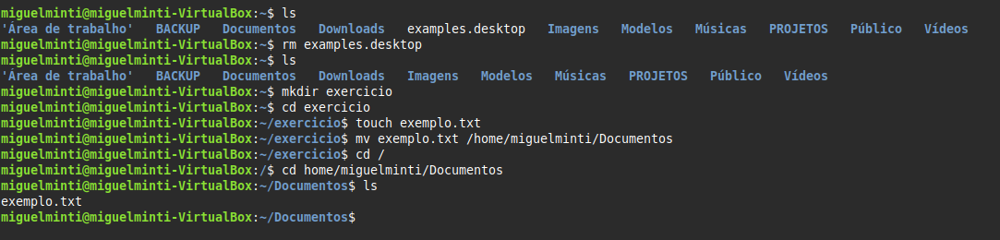 miguelminti@miguelminti-VirtualBox:~$ ls
'Área de trabalho'   BACKUP   Documentos   Downloads   examples.desktop   Imagens   Modelos   Músicas   PROJETOS   Público   Vídeos
miguelminti@miguelminti-VirtualBox:~$ rm examples.desktop
miguelminti@miguelminti-VirtualBox:~$ ls
'Área de trabalho'   BACKUP   Documentos   Downloads   Imagens   Modelos   Músicas   PROJETOS   Público   Vídeos
miguelminti@miguelminti-VirtualBox:~$ mkdir exercicio
miguelminti@miguelminti-VirtualBox:~$ cd exercicio
miguelminti@miguelminti-VirtualBox:~/exercicio$ touch exemplo.txt
miguelminti@miguelminti-VirtualBox:~/exercicio$ mv exemplo.txt /home/miguelminti/Documentos
miguelminti@miguelminti-VirtualBox:~/exercicio$ cd /
miguelminti@miguelminti-VirtualBox:/$ cd home/miguelminti/Documentos
miguelminti@miguelminti-VirtualBox:~/Documentos$ ls
exemplo.txt
miguelminti@miguelminti-VirtualBox:~/Documentos$